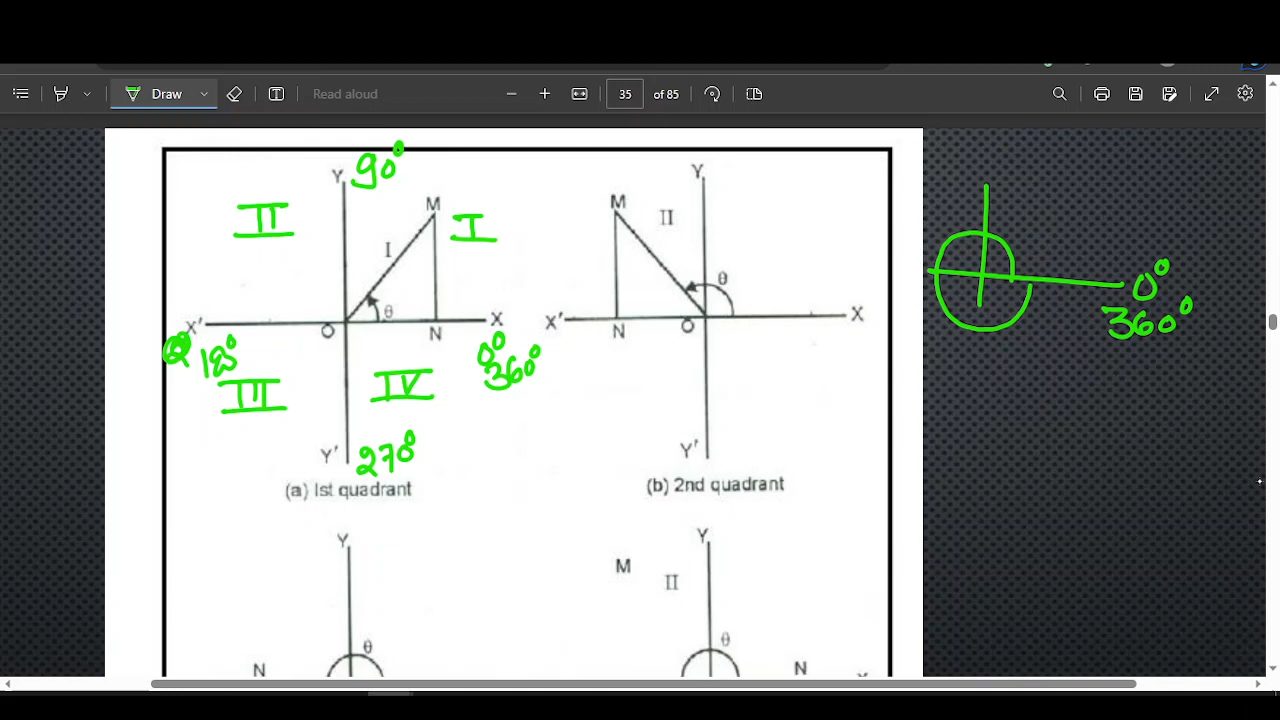 Draw
Read aloud
35 of 85
Y 90°
II
M
I
I
θ
X' O N X
180°
0°
360°
III
IV
Y' 270°
(a) Ist quadrant
Y
M II
θ
X' N O X
Y'
(b) 2nd quadrant
0°
360°
Y
θ
N
Y
M II
θ
N